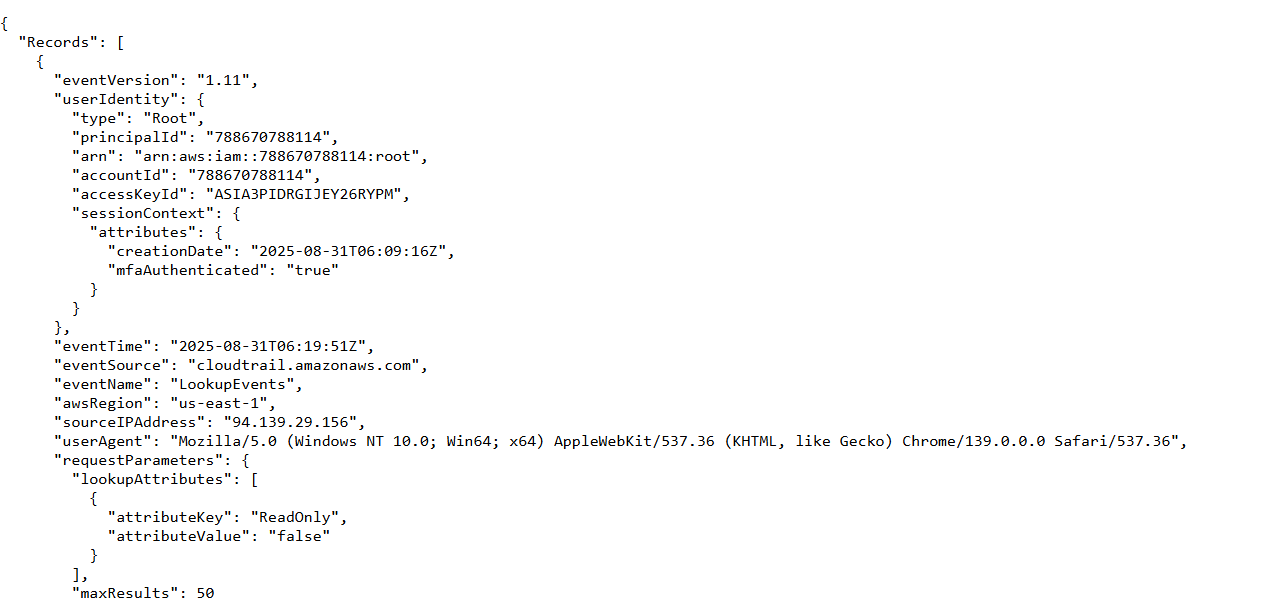 {
  "Records": [
    {
      "eventVersion": "1.11",
      "userIdentity": {
        "type": "Root",
        "principalId": "788670788114",
        "arn": "arn:aws:iam::788670788114:root",
        "accountId": "788670788114",
        "accessKeyId": "ASIA3PIDRGIJEY26RYPM",
        "sessionContext": {
          "attributes": {
            "creationDate": "2025-08-31T06:09:16Z",
            "mfaAuthenticated": "true"
          }
        }
      },
      "eventTime": "2025-08-31T06:19:51Z",
      "eventSource": "cloudtrail.amazonaws.com",
      "eventName": "LookupEvents",
      "awsRegion": "us-east-1",
      "sourceIPAddress": "94.139.29.156",
      "userAgent": "Mozilla/5.0 (Windows NT 10.0; Win64; x64) AppleWebKit/537.36 (KHTML, like Gecko) Chrome/139.0.0.0 Safari/537.36",
      "requestParameters": {
        "lookupAttributes": [
          {
            "attributeKey": "ReadOnly",
            "attributeValue": "false"
          }
        ],
        "maxResults": 50